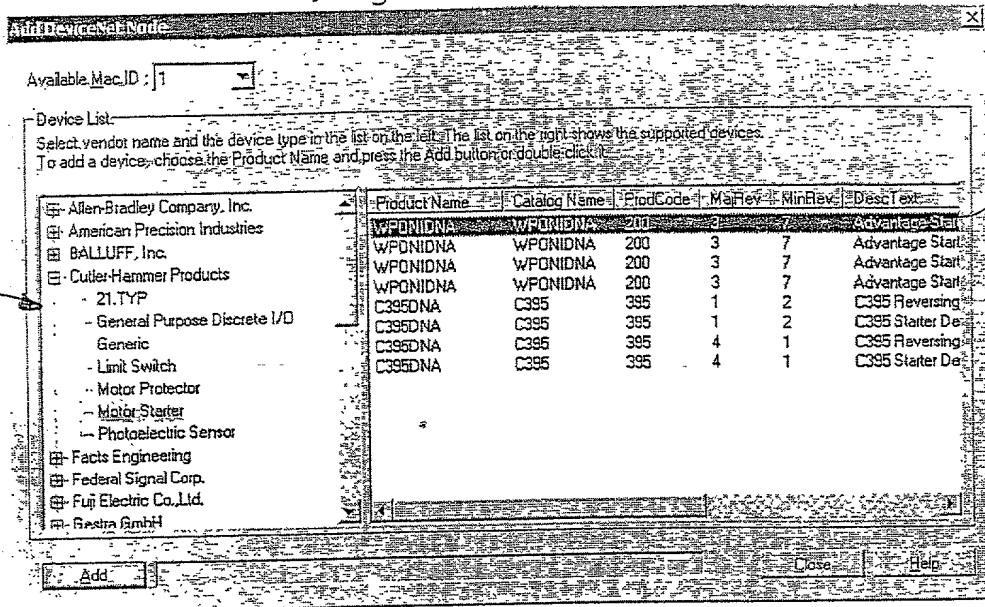 Add DeviceNet Node
Available Mac ID : 1
Device List
Select vendor name and the device type in the list on the left. The list on the right shows the supported devices.
To add a device, choose the Product Name and press the Add button or double-click it.
Allen-Bradley Company, Inc.
American Precision Industries
BALLUFF, Inc.
Cutler-Hammer Products
21.TYP
General Purpose Discrete I/O
Generic
Limit Switch
Motor Protector
Motor Starter
Photoelectric Sensor
Facts Engineering
Federal Signal Corp.
Fuji Electric Co.,Ltd.
Gestra GmbH
Product Name Catalog Name ProdCode MajRev MinRev DescText
WPONIDNA WPONIDNA 200 3 7 Advantage Start
WPONIDNA WPONIDNA 200 3 7 Advantage Start
WPONIDNA WPONIDNA 200 3 7 Advantage Start
WPONIDNA WPONIDNA 200 3 7 Advantage Start
C395DNA C395 395 1 2 C395 Reversing
C395DNA C395 395 1 2 C395 Starter De
C395DNA C395 395 4 1 C395 Reversing
C395DNA C395 395 4 1 C395 Starter De
Add
Close
Help